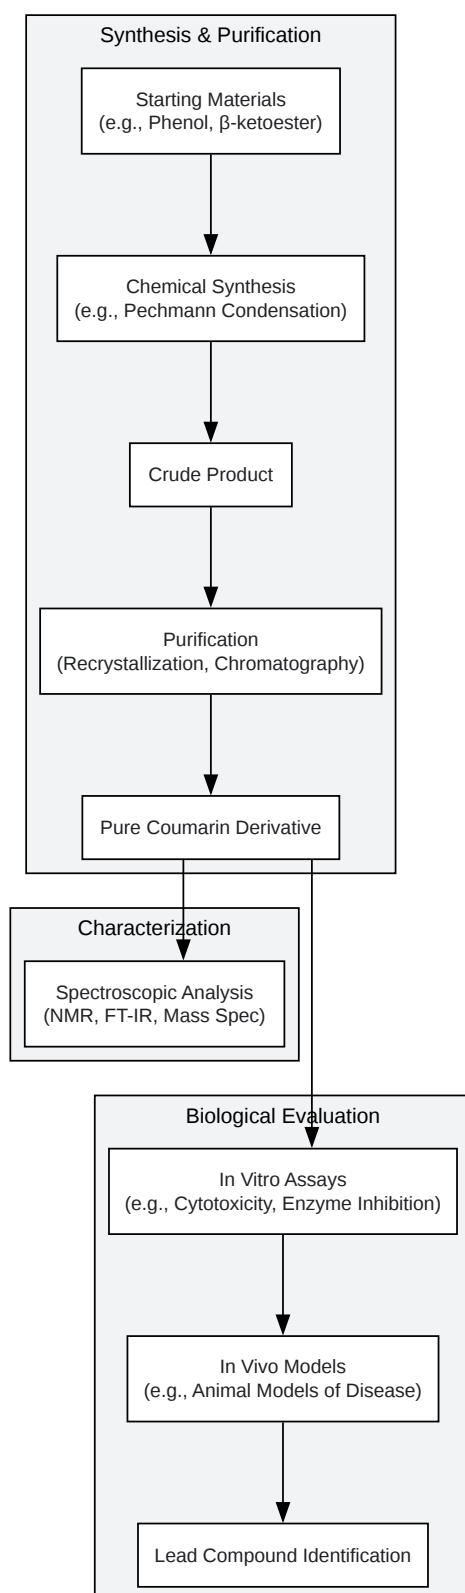 Synthesis & Purification
Starting Materials
(e.g., Phenol, β-ketoester)
Chemical Synthesis
(e.g., Pechmann Condensation)
Crude Product
Purification
(Recrystallization, Chromatography)
Pure Coumarin Derivative
Characterization
Spectroscopic Analysis
(NMR, FT-IR, Mass Spec)
Biological Evaluation
In Vitro Assays
(e.g., Cytotoxicity, Enzyme Inhibition)
In Vivo Models
(e.g., Animal Models of Disease)
Lead Compound Identification